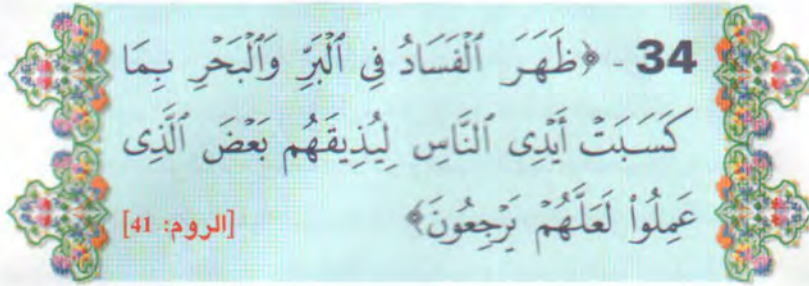 34 - ﴿ظَهَرَ ٱلْفَسَادُ فِى ٱلْبَرِّ وَٱلْبَحْرِ بِمَا
كَسَبَتْ أَيْدِى ٱلنَّاسِ لِيُذِيقَهُم بَعْضَ ٱلَّذِى
عَمِلُوا۟ لَعَلَّهُمْ يَرْجِعُونَ﴾ [الروم: 41]